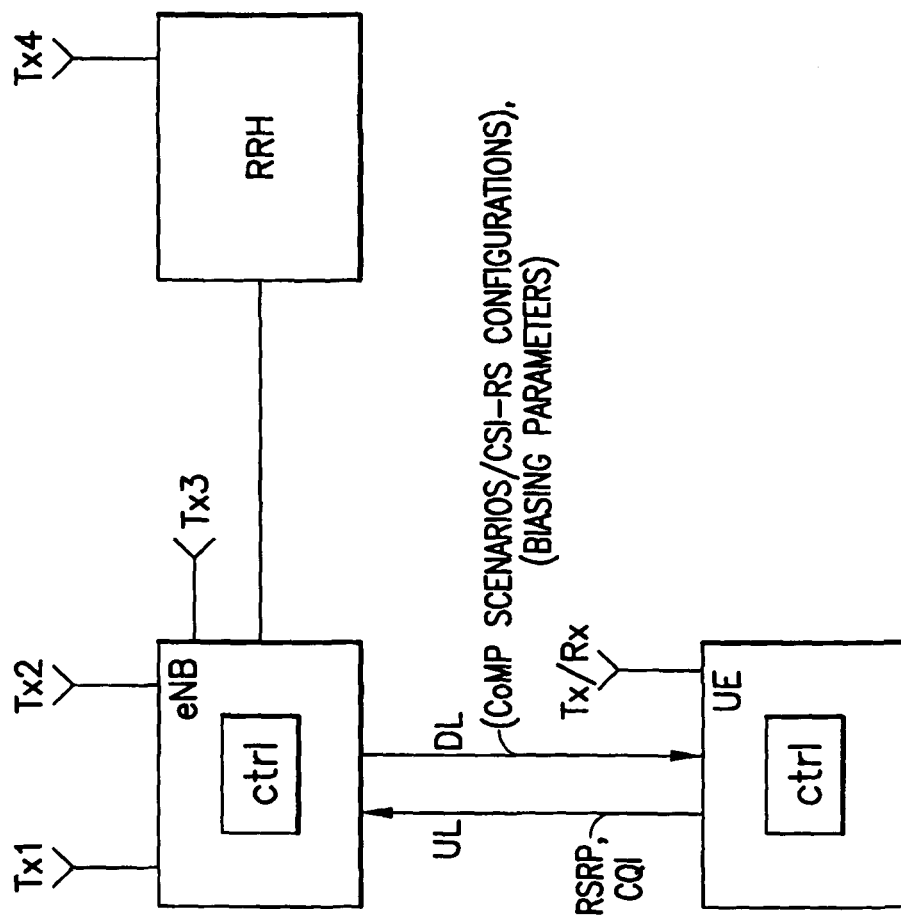 Tx1
Tx2
Tx3
Tx4
eNB
ctrl
RRH
UL
DL
(CoMP SCENARIOS/CSI-RS CONFIGURATIONS),
(BIASING PARAMETERS)
RSRP,
CQI
Tx/Rx
UE
ctrl